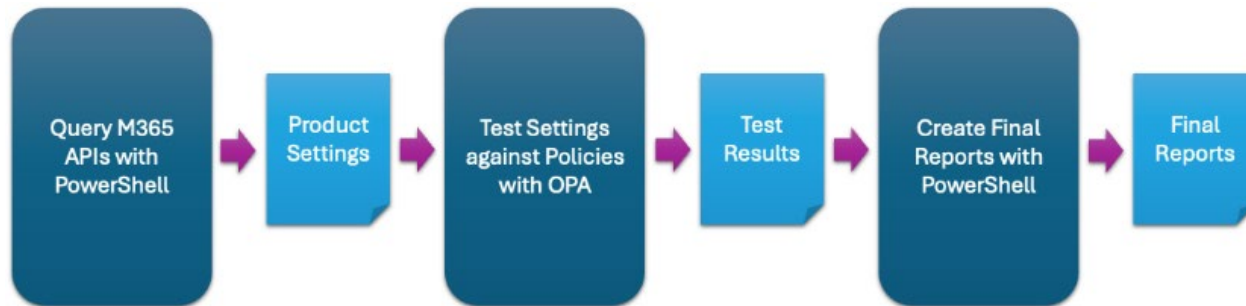 Query M365
APIs with
PowerShell
Product
Settings
Test Settings
against Policies
with OPA
Test
Results
Create Final
Reports with
PowerShell
Final
Reports